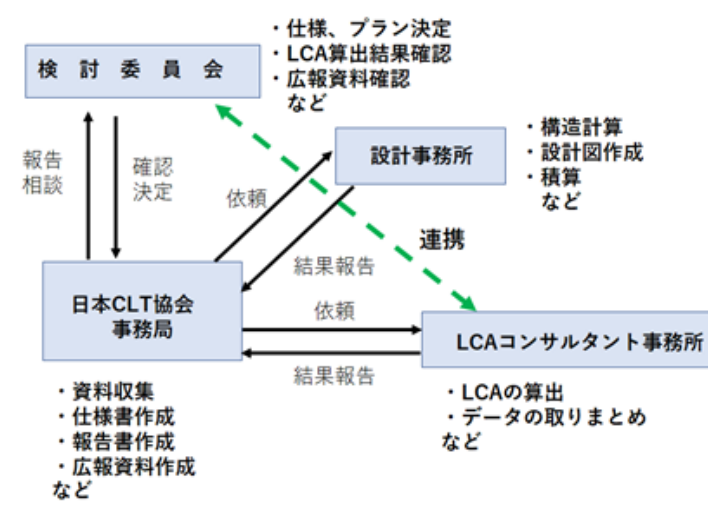 ・仕様、プラン決定
・LCA算出結果確認
・広報資料確認
など
検 討 委 員 会
設計事務所
・構造計算
・設計図作成
・積算
など
報告
相談
確認
決定
依頼
連携
結果報告
日本CLT協会
事務局
依頼
LCAコンサルタント事務所
結果報告
・資料収集
・仕様書作成
・報告書作成
・広報資料作成
など
・LCAの算出
・データの取りまとめ
など